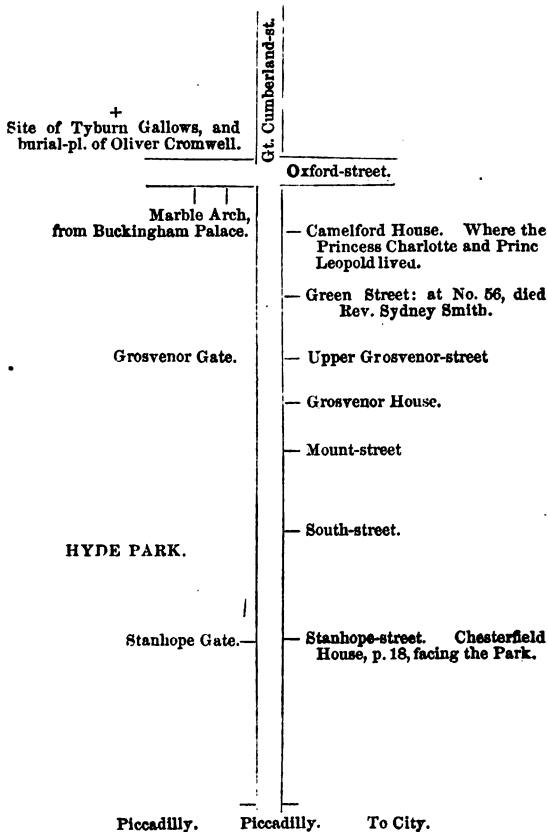 Gt. Cumberland-st.
+
Site of Tyburn Gallows, and
burial-pl. of Oliver Cromwell.
Oxford-street.
Marble Arch,
from Buckingham Palace.
Camelford House. Where the
Princess Charlotte and Princ
Leopold lived.
Green Street: at No. 56, died
Rev. Sydney Smith.
Grosvenor Gate.
Upper Grosvenor-street
Grosvenor House.
Mount-street
South-street.
HYDE PARK.
Stanhope Gate.
Stanhope-street. Chesterfield
House, p. 18, facing the Park.
Piccadilly. Piccadilly. To City.